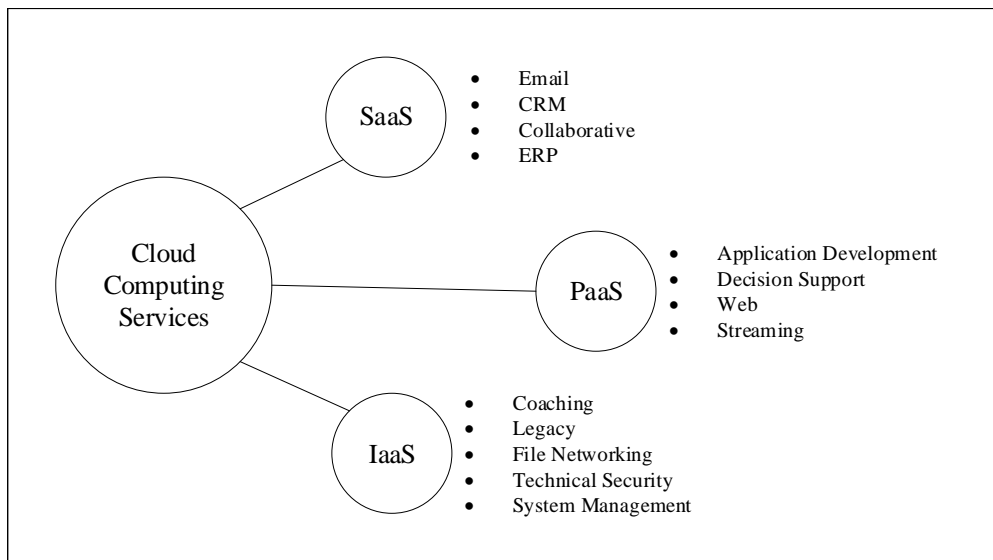 SaaS
• Email
• CRM
• Collaborative
• ERP
Cloud
Computing
Services
PaaS
• Application Development
• Decision Support
• Web
• Streaming
IaaS
• Coaching
• Legacy
• File Networking
• Technical Security
• System Management